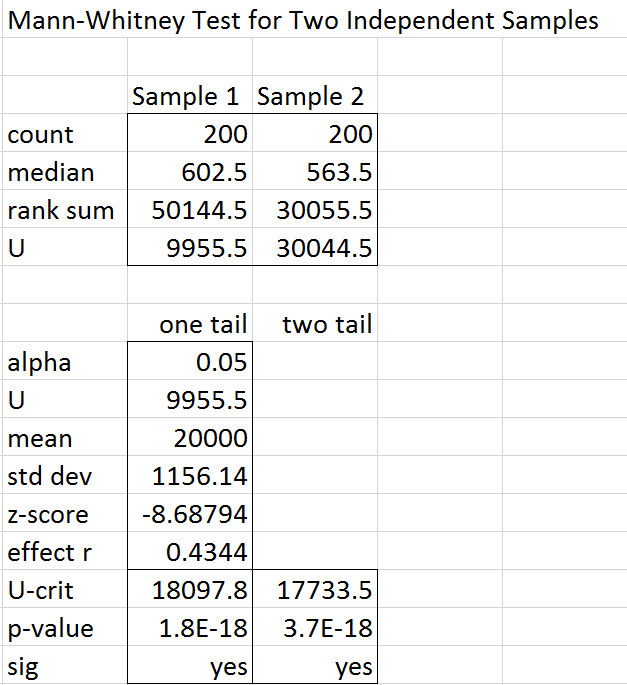 Mann-Whitney Test for Two Independent Samples
Sample 1 Sample 2
count 200 200
median 602.5 563.5
rank sum 50144.5 30055.5
U 9955.5 30044.5
one tail two tail
alpha 0.05
U 9955.5
mean 20000
std dev 1156.14
z-score -8.68794
effect r 0.4344
U-crit 18097.8 17733.5
p-value 1.8E-18 3.7E-18
sig yes yes